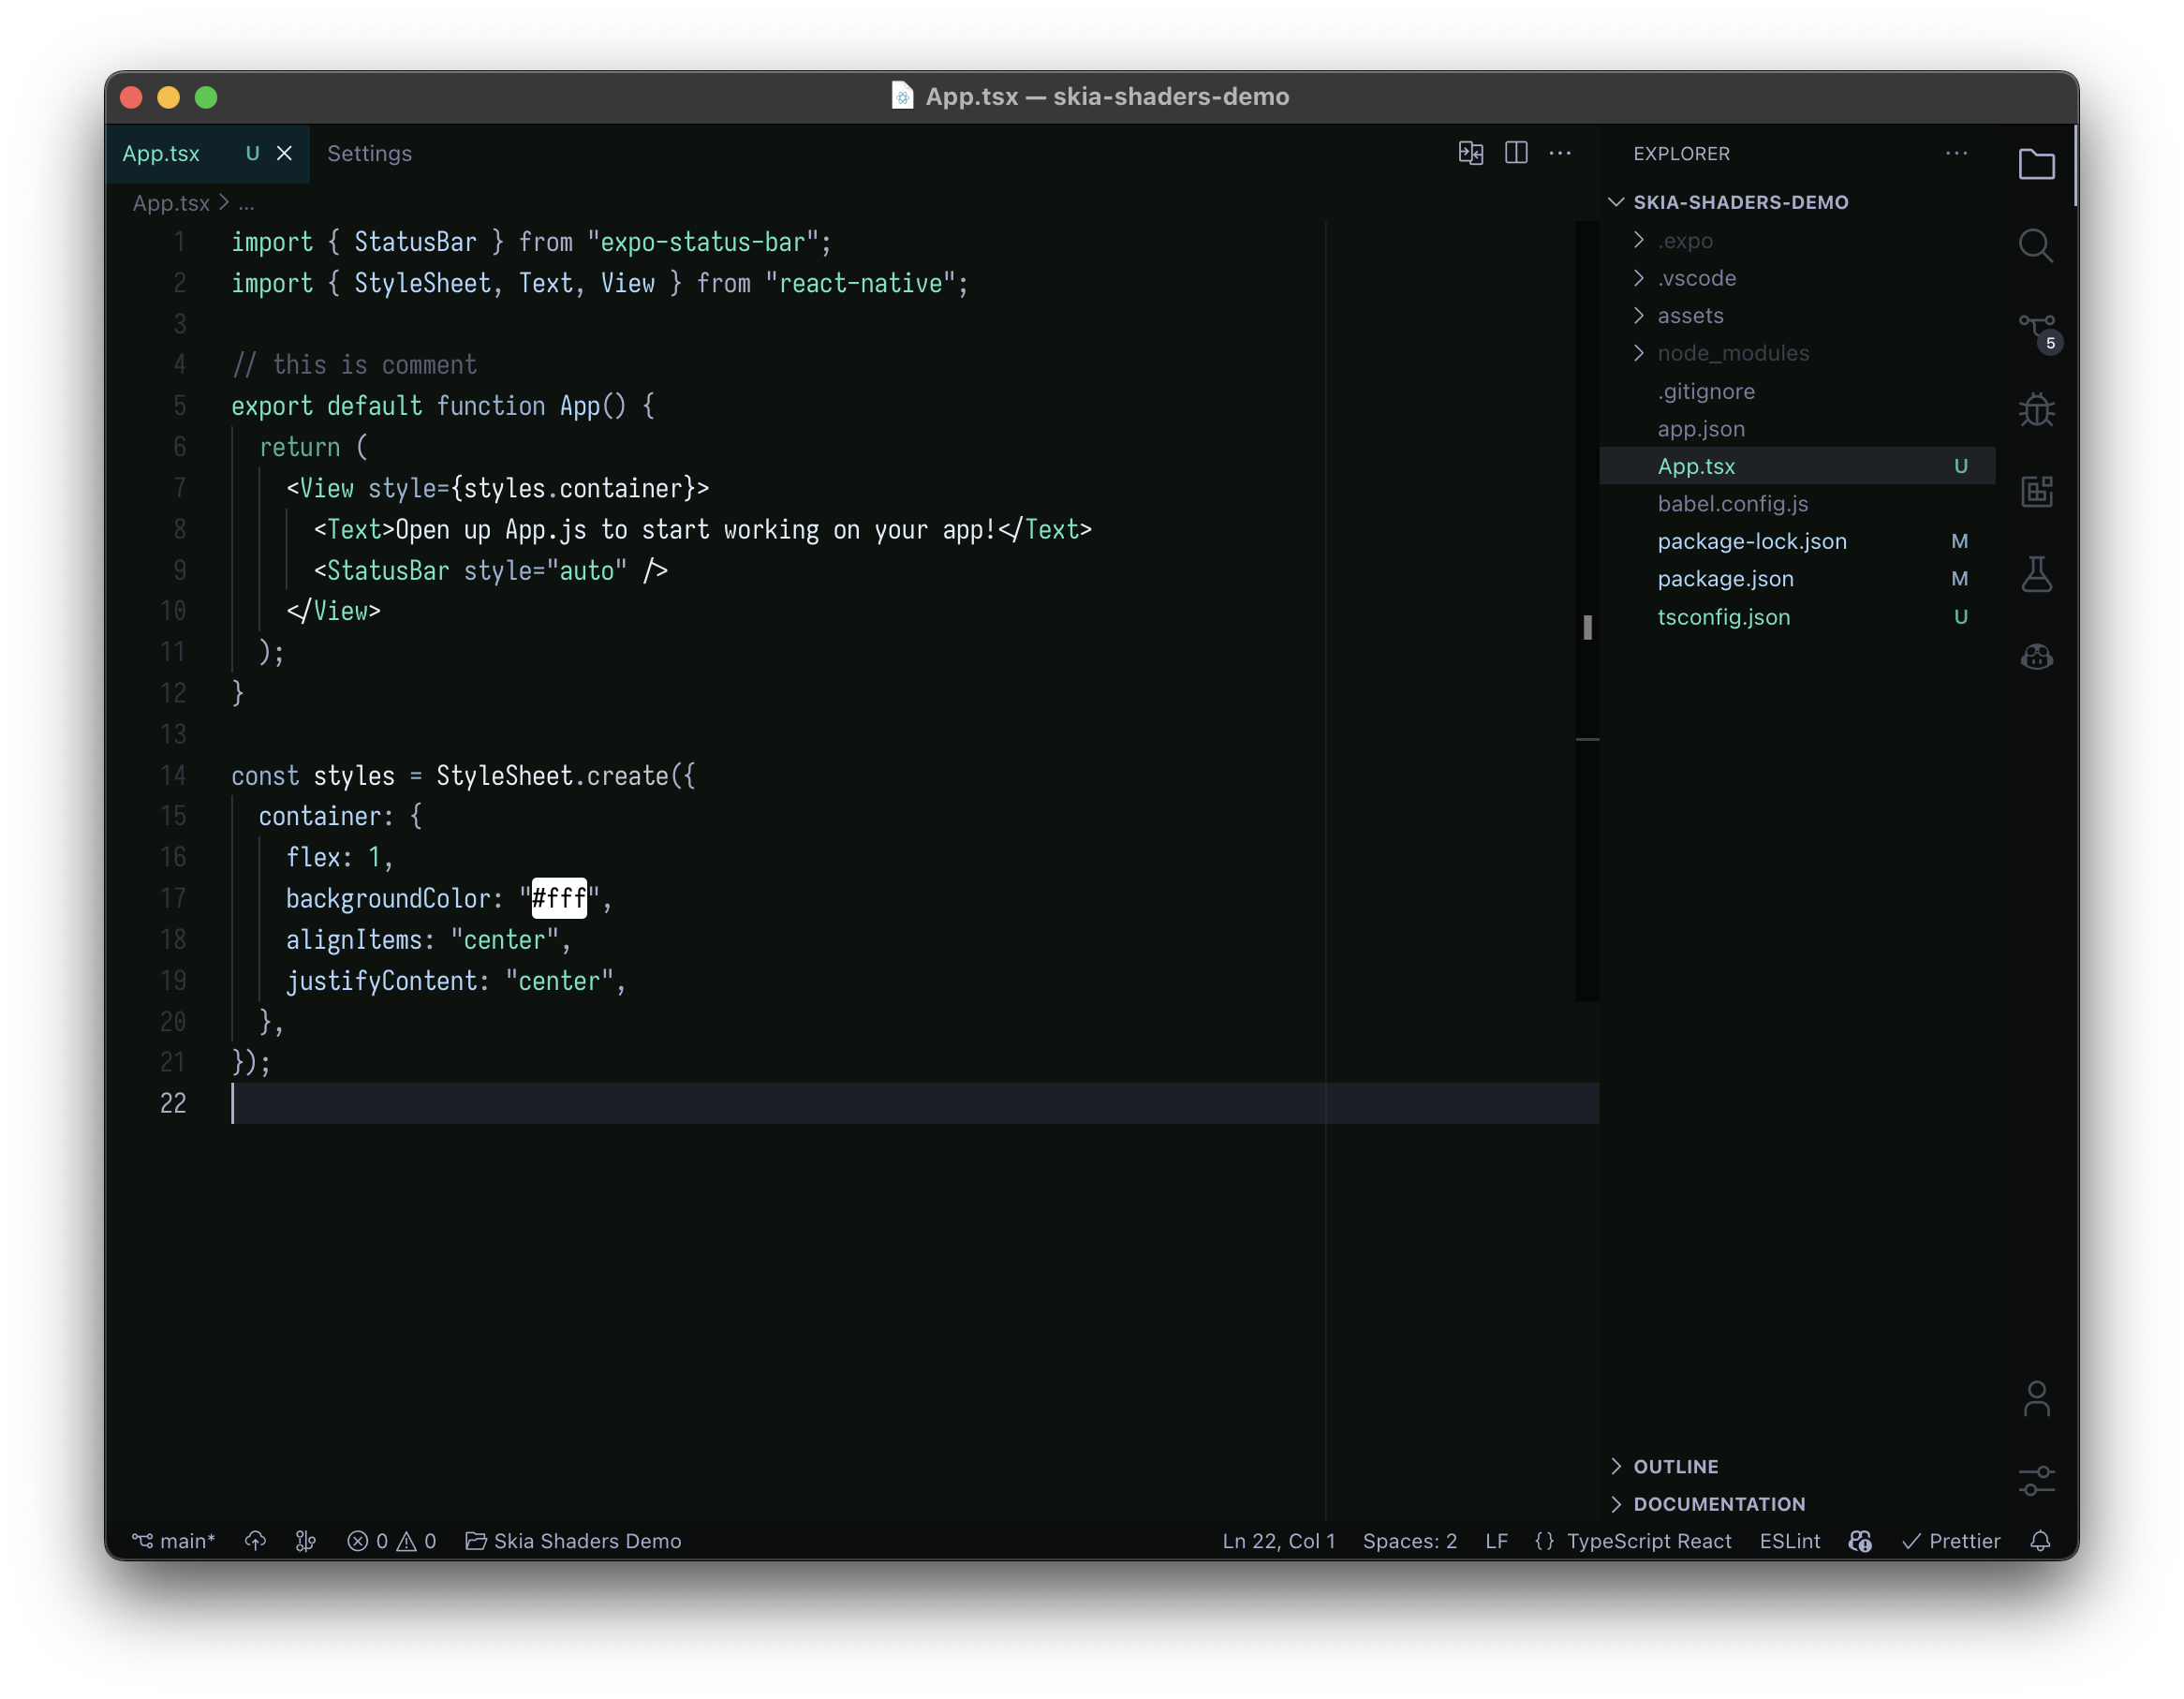 App.tsx — skia-shaders-demo
App.tsx U Settings
App.tsx > ...
1 import { StatusBar } from "expo-status-bar";
2 import { StyleSheet, Text, View } from "react-native";
3
4 // this is comment
5 export default function App() {
6   return (
7     <View style={styles.container}>
8       <Text>Open up App.js to start working on your app!</Text>
9       <StatusBar style="auto" />
10     </View>
11   );
12 }
13
14 const styles = StyleSheet.create({
15   container: {
16     flex: 1,
17     backgroundColor: "#fff",
18     alignItems: "center",
19     justifyContent: "center",
20   },
21 });
22
EXPLORER
SKIA-SHADERS-DEMO
.expo
.vscode
assets
node_modules
.gitignore
app.json
App.tsx U
babel.config.js
package-lock.json M
package.json M
tsconfig.json U
5
OUTLINE
DOCUMENTATION
main* 0 0 Skia Shaders Demo Ln 22, Col 1 Spaces: 2 LF {} TypeScript React ESLint Prettier